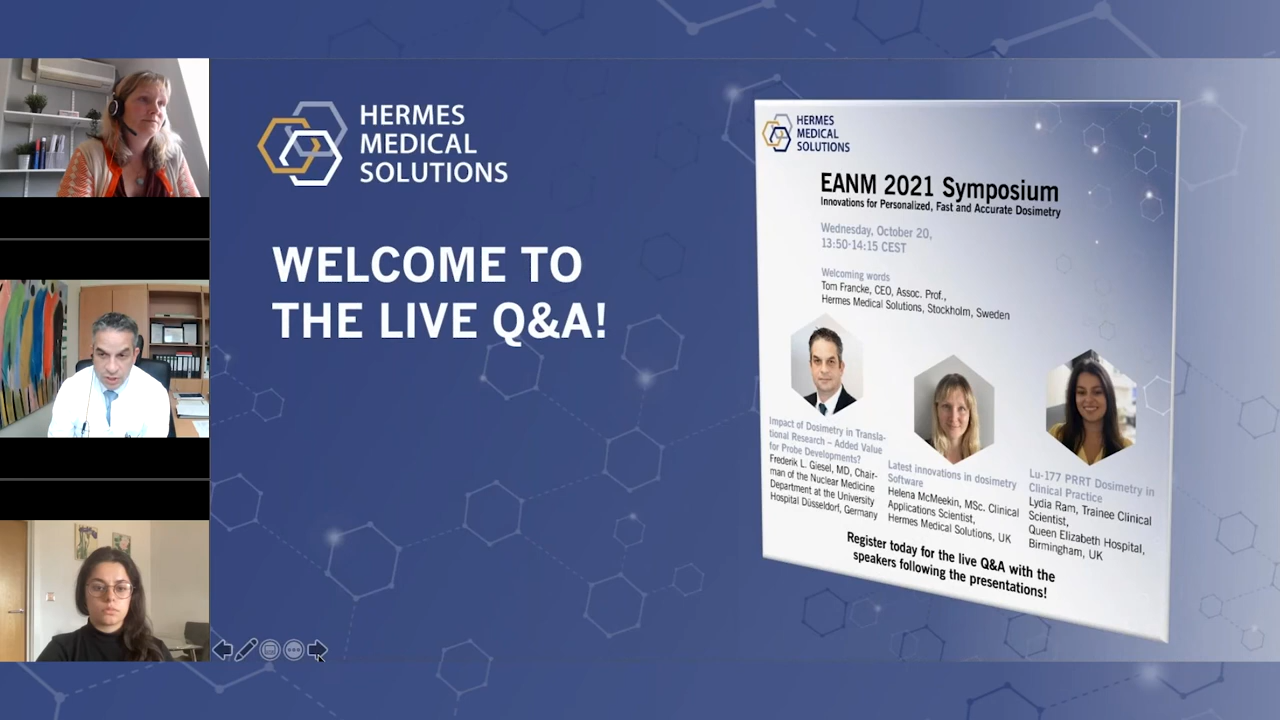 HERMES
MEDICAL
SOLUTIONS
WELCOME TO
THE LIVE Q&A!
HERMES
MEDICAL
SOLUTIONS
EANM 2021 Symposium
Innovations for Personalized, Fast and Accurate Dosimetry
Wednesday, October 20,
13:50-14:15 CEST
Welcoming words
Tom Francke, CEO, Assoc. Prof.,
Hermes Medical Solutions, Stockholm, Sweden
Impact of Dosimetry in Transla-
tional Research – Added Value
for Probe Developments?
Frederik L. Giesel, MD, Chair-
man of the Nuclear Medicine
Department at the University
Hospital Düsseldorf, Germany
Latest innovations in dosimetry
Software
Helena McMeekin, MSc. Clinical
Applications Scientist,
Hermes Medical Solutions, UK
Lu-177 PRRT Dosimetry in
Clinical Practice
Lydia Ram, Trainee Clinical
Scientist,
Queen Elizabeth Hospital,
Birmingham, UK
Register today for the live Q&A with the
speakers following the presentations!